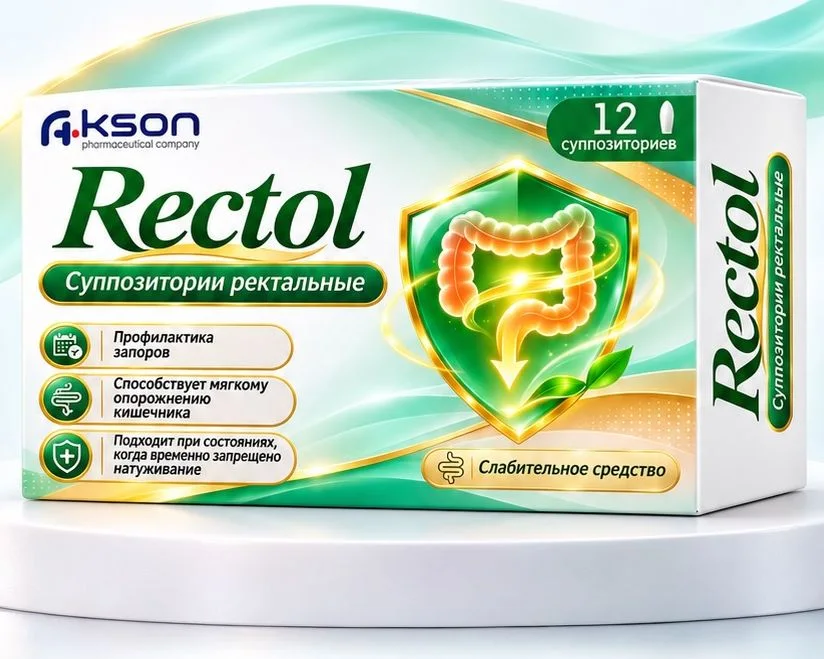 A.kson
pharmaceutical company
12
суппозиториев
Rectol
Суппозитории ректальные
Профилактика
запоров
Способствует мягкому
опорожнению
кишечника
Подходит при состояниях,
когда временно запрещено
натуживание
Слабительное средство
Rectol
Суппозитории ректальные